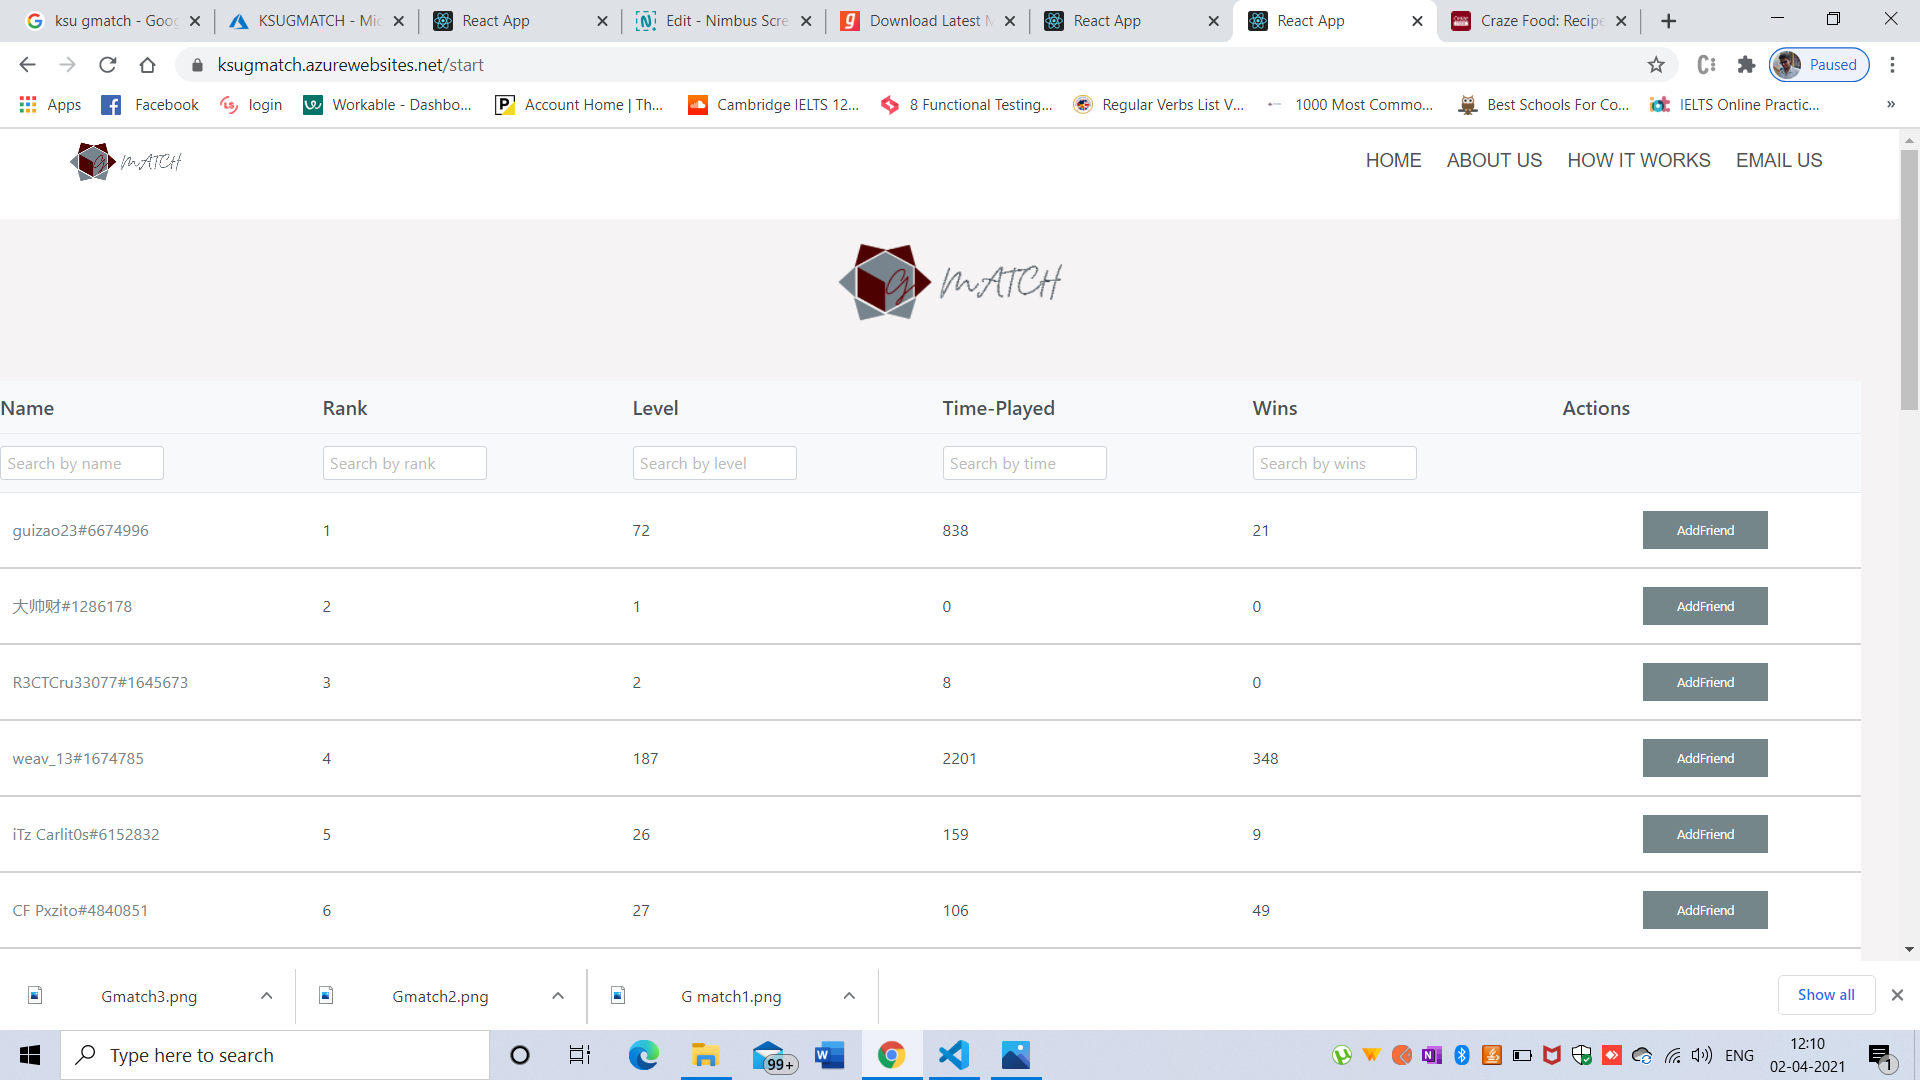 ksu gmatch - Goog
KSUGMATCH - Mic
React App
Edit - Nimbus Scre
Download Latest M
React App
React App
Craze Food: Recipe
ksugmatch.azurewebsites.net/start
Paused
Apps
Facebook
login
Workable - Dashbo...
Account Home | Th...
Cambridge IELTS 12...
8 Functional Testing...
Regular Verbs List V...
1000 Most Commo...
Best Schools For Co...
IELTS Online Practic...
»
g MATCH
HOME ABOUT US HOW IT WORKS EMAIL US
g MATCH
Name Rank Level Time-Played Wins Actions
Search by name Search by rank Search by level Search by time Search by wins
guizao23#6674996 1 72 838 21 AddFriend
大帅财#1286178 2 1 0 0 AddFriend
R3CTCru33077#1645673 3 2 8 0 AddFriend
weav_13#1674785 4 187 2201 348 AddFriend
iTz Carlit0s#6152832 5 26 159 9 AddFriend
CF Pxzito#4840851 6 27 106 49 AddFriend
Gmatch3.png
Gmatch2.png
G match1.png
Show all
Type here to search
99+
ENG
12:10
02-04-2021
1